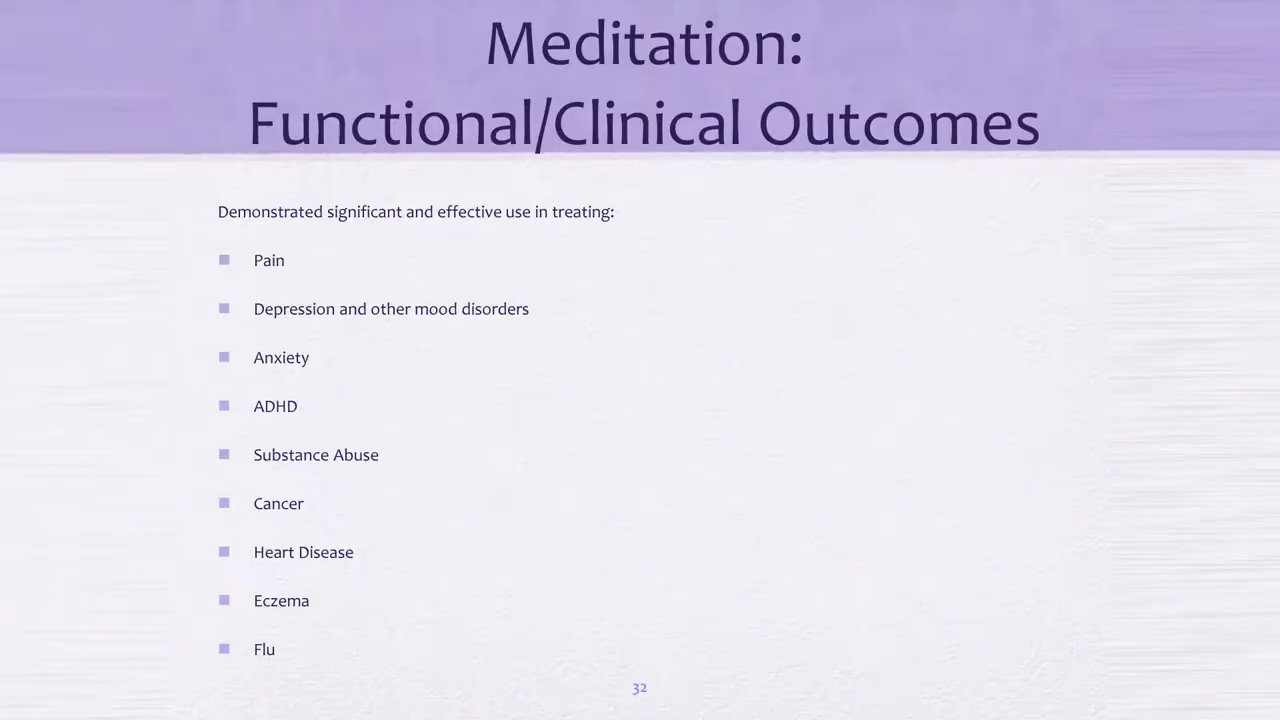 Meditation:
Functional/Clinical Outcomes
Demonstrated significant and effective use in treating:
Pain
Depression and other mood disorders
Anxiety
ADHD
Substance Abuse
Cancer
Heart Disease
Eczema
Flu
32